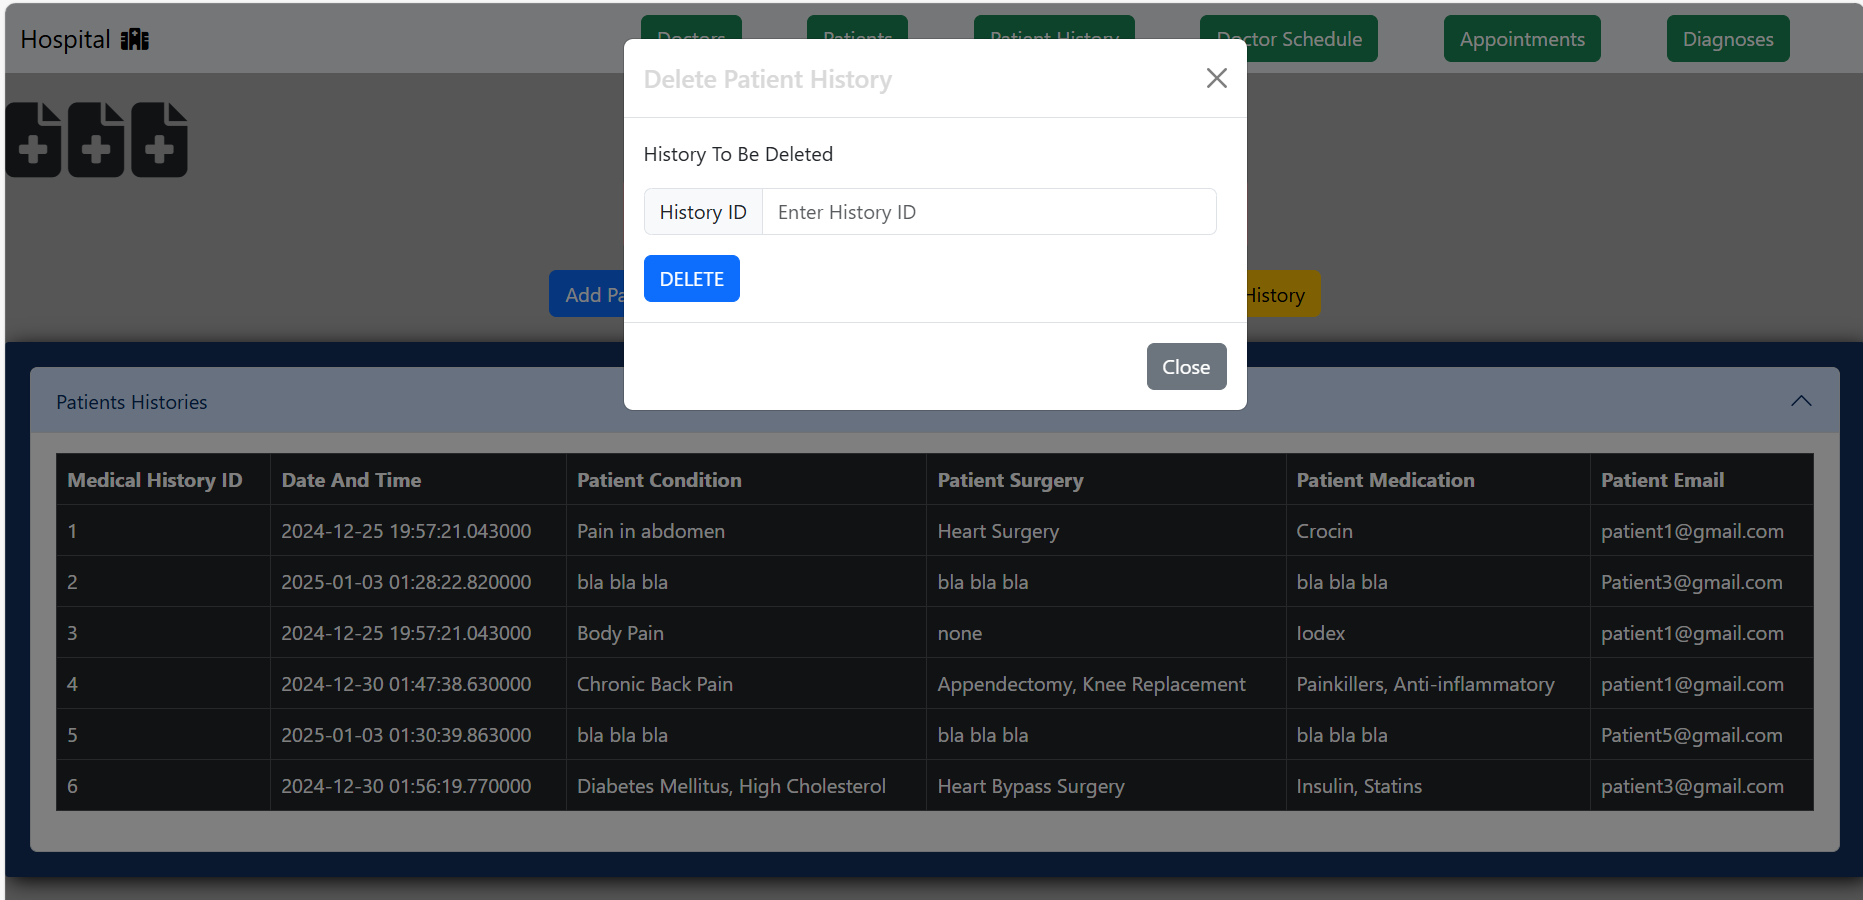 Hospital
Doctors
Patients
Patient History
Doctor Schedule
Appointments
Diagnoses
Delete Patient History
History To Be Deleted
History ID Enter History ID
DELETE
Add
History
Close
Patients Histories
Medical History ID Date And Time Patient Condition Patient Surgery Patient Medication Patient Email
1 2024-12-25 19:57:21.043000 Pain in abdomen Heart Surgery Crocin patient1@gmail.com
2 2025-01-03 01:28:22.820000 bla bla bla bla bla bla bla bla bla Patient3@gmail.com
3 2024-12-25 19:57:21.043000 Body Pain none Iodex patient1@gmail.com
4 2024-12-30 01:47:38.630000 Chronic Back Pain Appendectomy, Knee Replacement Painkillers, Anti-inflammatory patient1@gmail.com
5 2025-01-03 01:30:39.863000 bla bla bla bla bla bla bla bla bla Patient5@gmail.com
6 2024-12-30 01:56:19.770000 Diabetes Mellitus, High Cholesterol Heart Bypass Surgery Insulin, Statins patient3@gmail.com